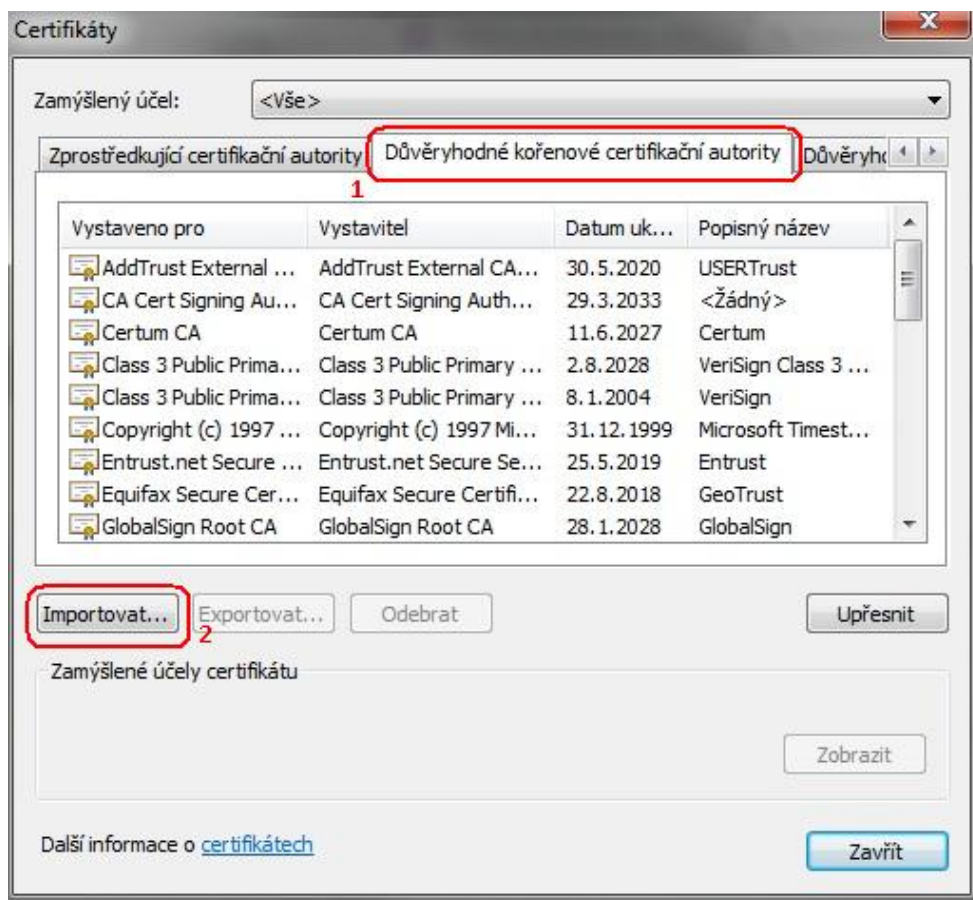 Certifikáty
Zamýšlený účel: <Vše>
Zprostředkující certifikační autority Důvěryhodné kořenové certifikační autority Důvěryhc
1
Vystaveno pro Vystavitel Datum uk... Popisný název
AddTrust External ... AddTrust External CA... 30.5.2020 USERTrust
CA Cert Signing Au... CA Cert Signing Auth... 29.3.2033 <Žádný>
Certum CA Certum CA 11.6.2027 Certum
Class 3 Public Prima... Class 3 Public Primary ... 2.8.2028 VeriSign Class 3 ...
Class 3 Public Prima... Class 3 Public Primary ... 8.1.2004 VeriSign
Copyright (c) 1997 ... Copyright (c) 1997 Mi... 31.12.1999 Microsoft Timest...
Entrust.net Secure ... Entrust.net Secure Se... 25.5.2019 Entrust
Equifax Secure Cer... Equifax Secure Certifi... 22.8.2018 GeoTrust
GlobalSign Root CA GlobalSign Root CA 28.1.2028 GlobalSign
Importovat... Exportovat... Odebrat Upřesnit
2
Zamýšlené účely certifikátu
Zobrazit
Další informace o certifikátech
Zavřít